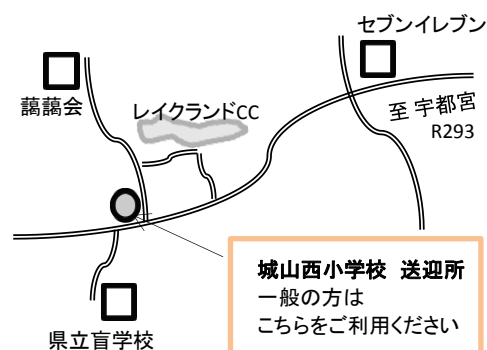 セブンイレブン
藹藹会
レイクランドCC
至 宇都宮
R293
城山西小学校 送迎所
一般の方は
こちらをご利用ください
県立盲学校